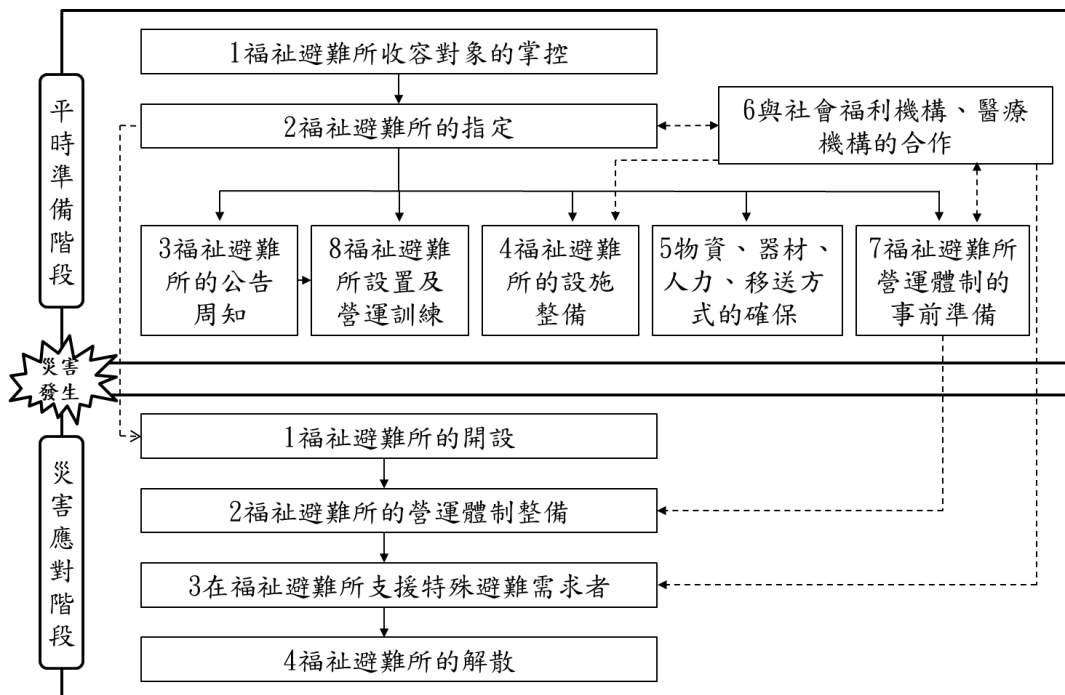 平時準備階段
1福祉避難所收容對象的掌控
2福祉避難所的指定
6與社會福利機構、醫療
機構的合作
3福祉避難
所的公告
周知
8福祉避難
所設置及
營運訓練
4福祉避難
所的設施
整備
5物資、器材、
人力、移送方
式的確保
7福祉避難所
營運體制的
事前準備
災害
發生
災害應對階段
1福祉避難所的開設
2福祉避難所的營運體制整備
3在福祉避難所支援特殊避難需求者
4福祉避難所的解散